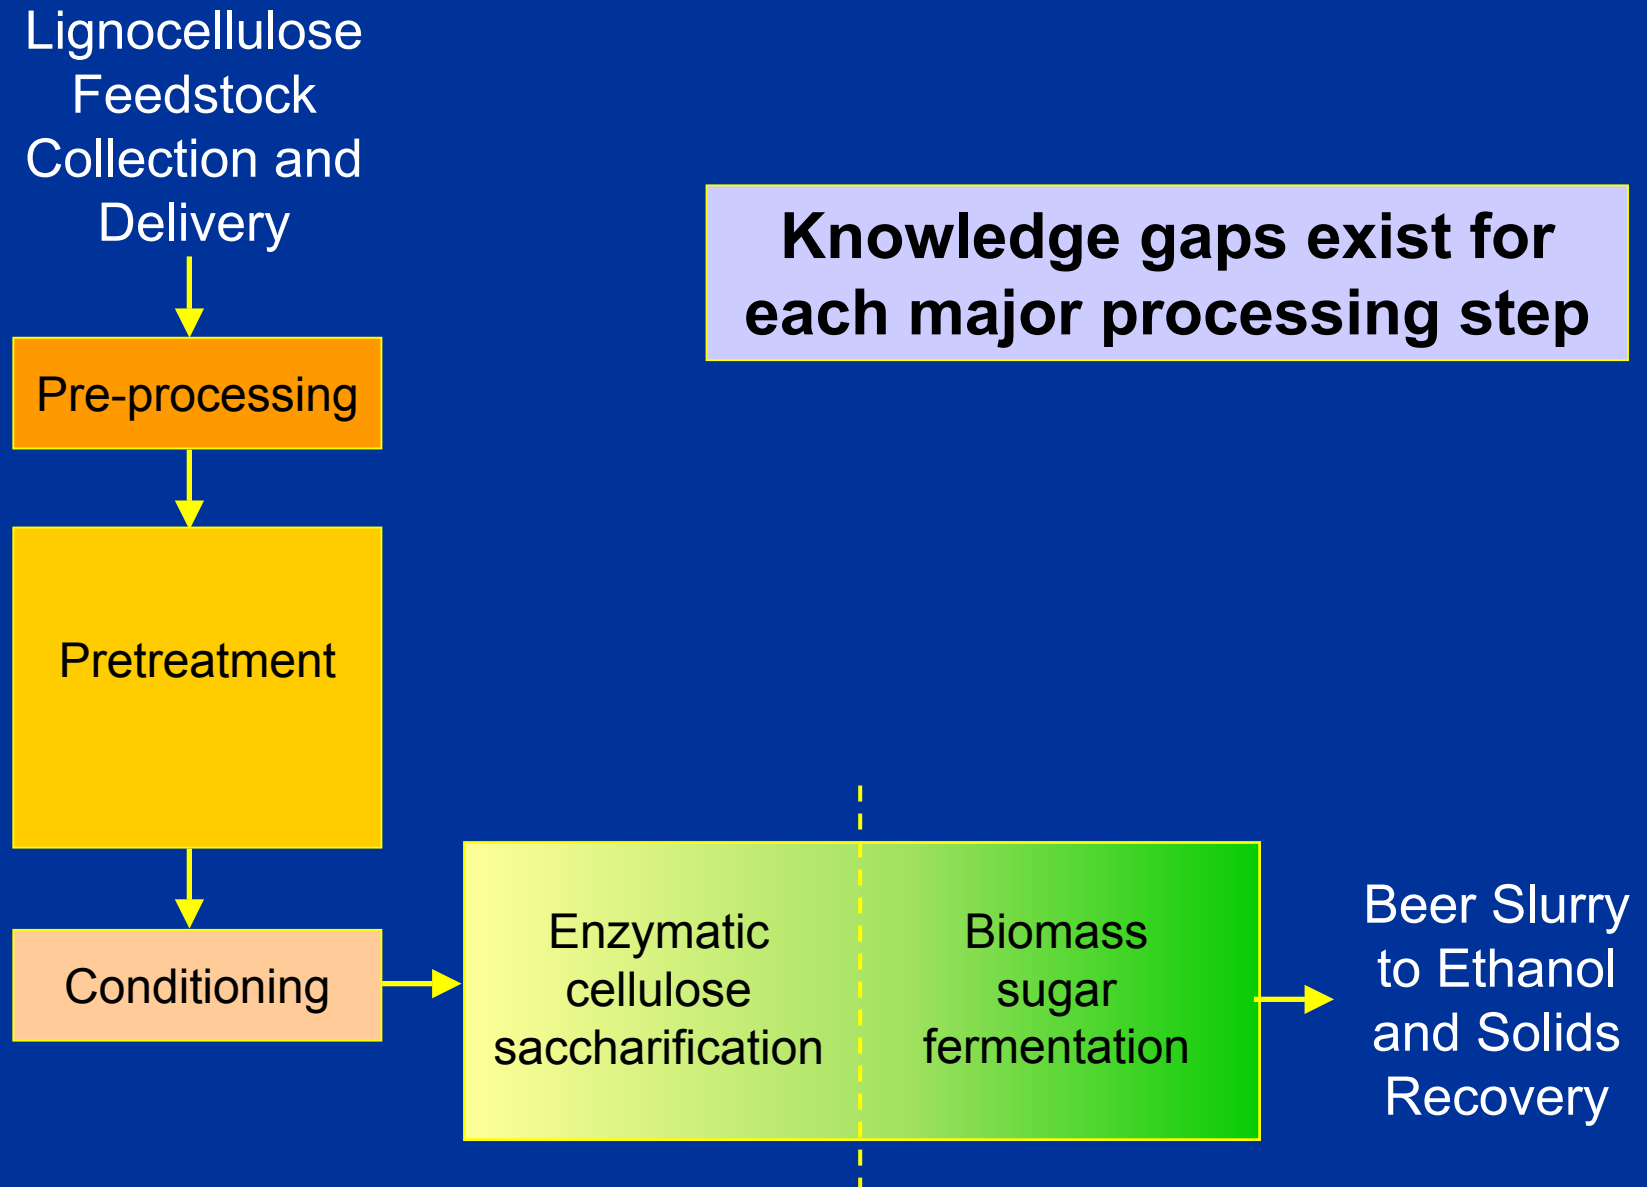 Lignocellulose
Feedstock
Collection and
Delivery
Knowledge gaps exist for
each major processing step
Pre-processing
Pretreatment
Conditioning
Enzymatic
cellulose
saccharification
Biomass
sugar
fermentation
Beer Slurry
to Ethanol
and Solids
Recovery